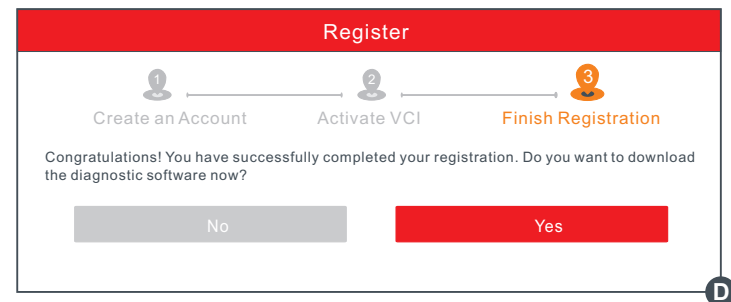 Register
1
2
3
Create an Account
Activate VCI
Finish Registration
Congratulations! You have successfully completed your registration. Do you want to download
the diagnostic software now?
No
Yes
D